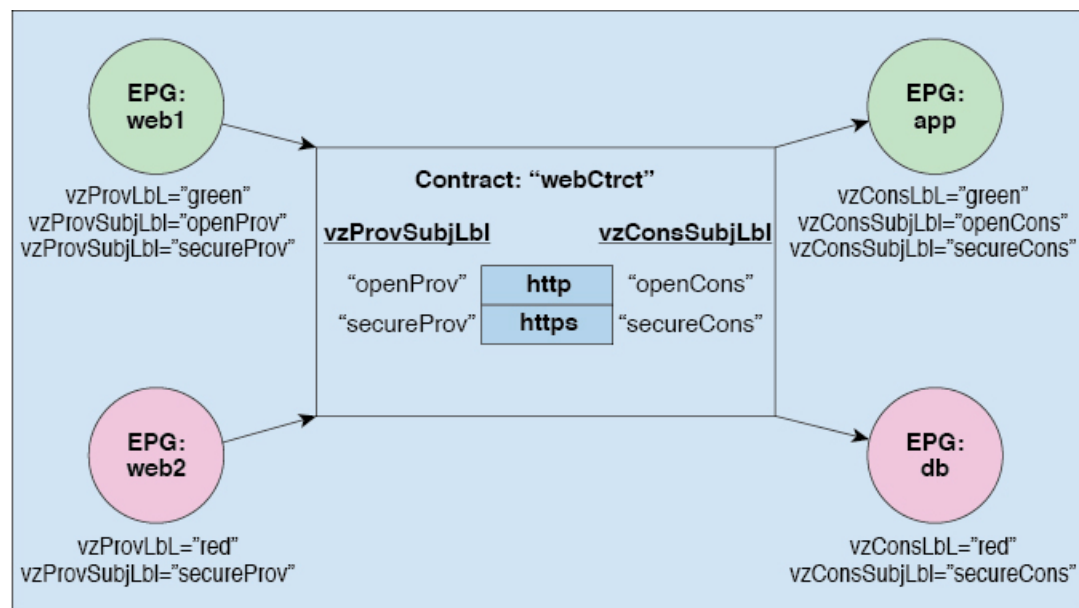 EPG:
web1
vzProvLbL=”green”
vzProvSubjLbl=”openProv”
vzProvSubjLbl=”secureProv”
EPG:
app
vzConsLbL=”green”
vzConsSubjLbl=”openCons”
vzConsSubjLbl=”secureCons”
Contract: “webCtrct”
vzProvSubjLbl vzConsSubjLbl
“openProv” http “openCons”
“secureProv” https “secureCons”
EPG:
web2
vzProvLbL=”red”
vzProvSubjLbl=”secureProv”
EPG:
db
vzConsLbL=”red”
vzConsSubjLbl=”secureCons”